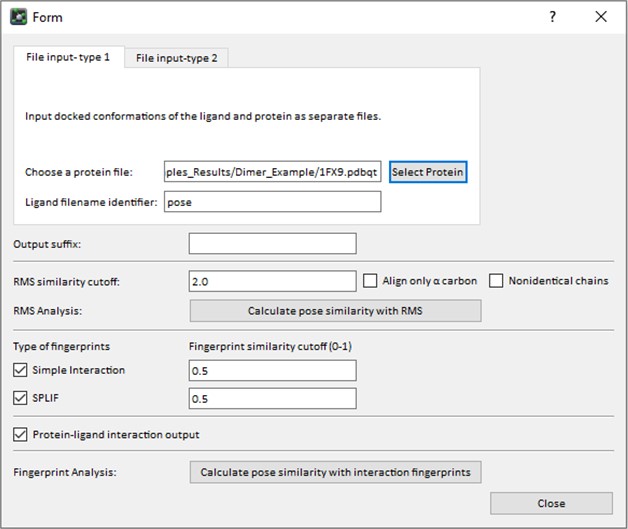 Form
?
File input- type 1
File input-type 2
Input docked conformations of the ligand and protein as separate files.
Choose a protein file:
ples_Results/Dimer_Example/1FX9.pdbqt
Select Protein
Ligand filename identifier:
pose
Output suffix:
RMS similarity cutoff:
2.0
Align only α carbon
Nonidentical chains
RMS Analysis:
Calculate pose similarity with RMS
Type of fingerprints
Fingerprint similarity cutoff (0-1)
Simple Interaction
0.5
SPLIF
0.5
Protein-ligand interaction output
Fingerprint Analysis:
Calculate pose similarity with interaction fingerprints
Close